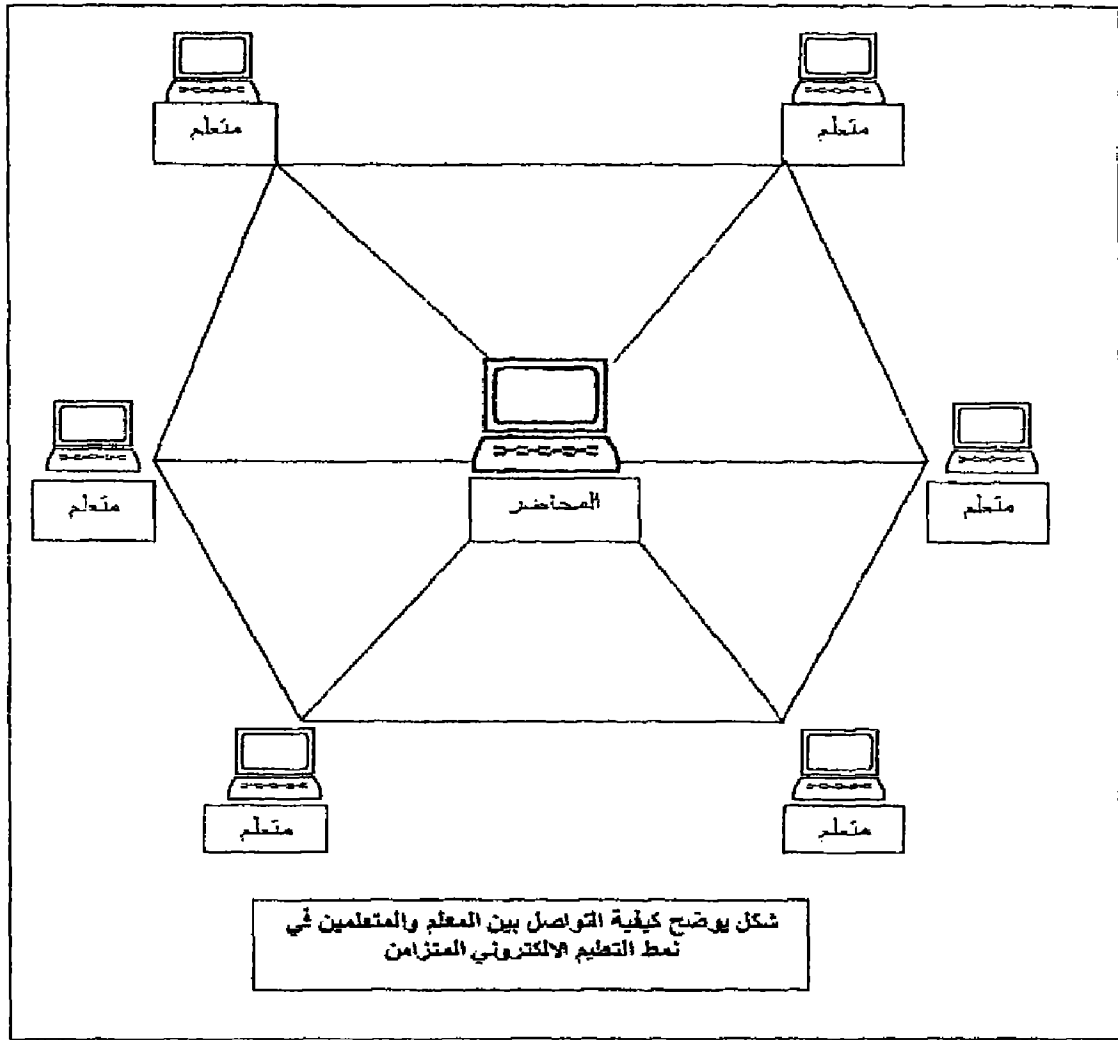 متعلم
متعلم
متعلم
المحاضر
متعلم
متعلم
متعلم
شكل يوضح كيفية التواصل بين المعلم والمتعلمين في
نمط التعليم الالكتروني المتزامن